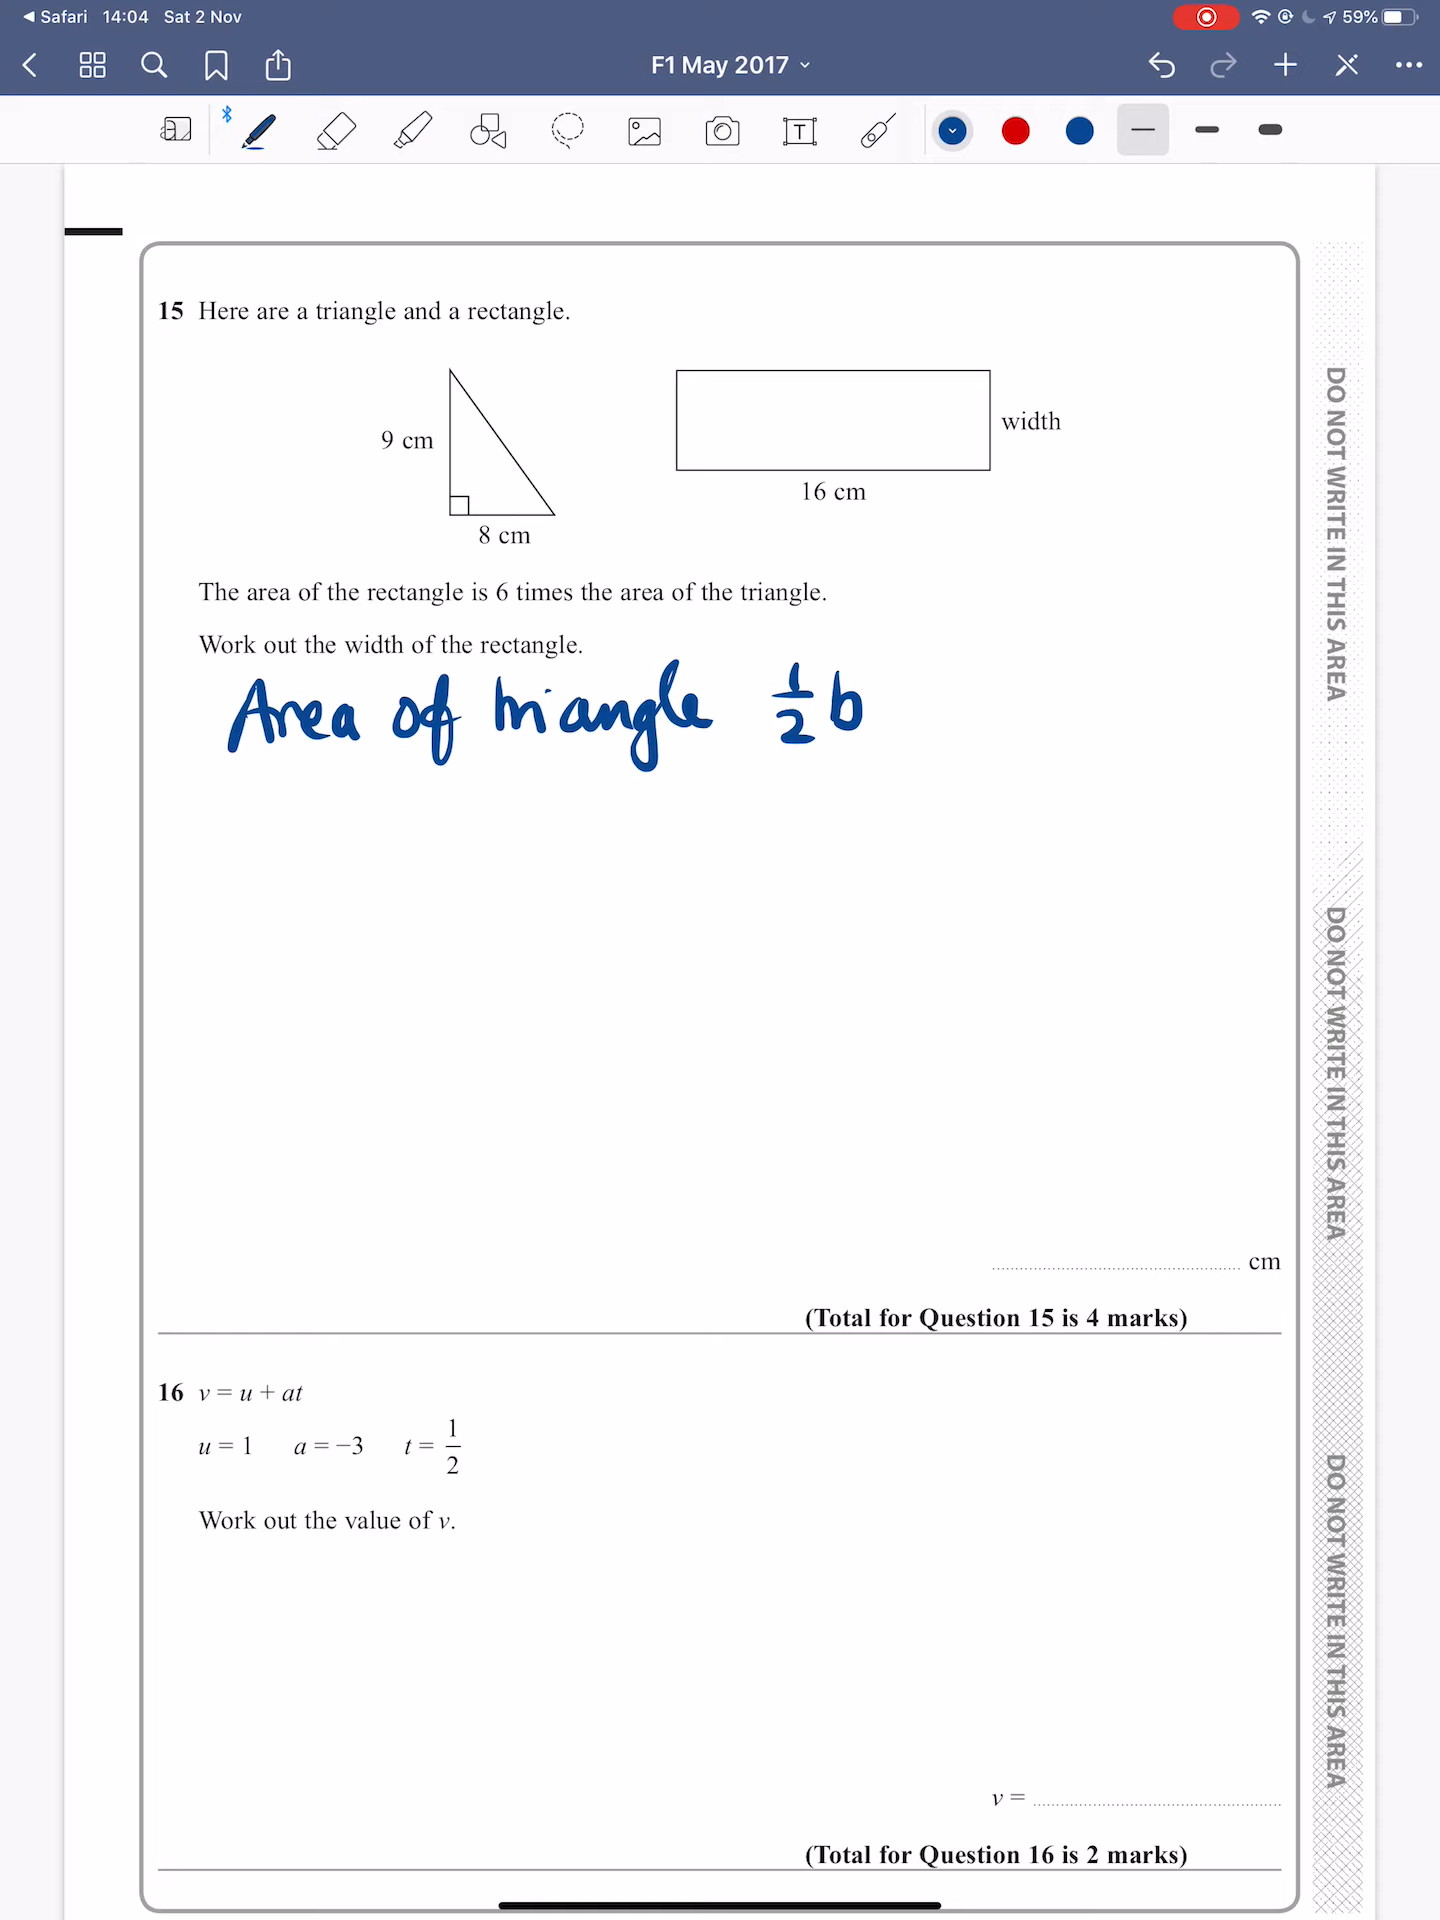 ◀ Safari 14:04 Sat 2 Nov
59%
F1 May 2017
a
T
15 Here are a triangle and a rectangle.
9 cm
width
16 cm
8 cm
The area of the rectangle is 6 times the area of the triangle.
Work out the width of the rectangle.
Area of triangle 1/2 b
cm
(Total for Question 15 is 4 marks)
16 v = u + at
u = 1 a = −3 t = 1/2
Work out the value of v.
v =
(Total for Question 16 is 2 marks)
DO NOT WRITE IN THIS AREA
DO NOT WRITE IN THIS AREA
DO NOT WRITE IN THIS AREA